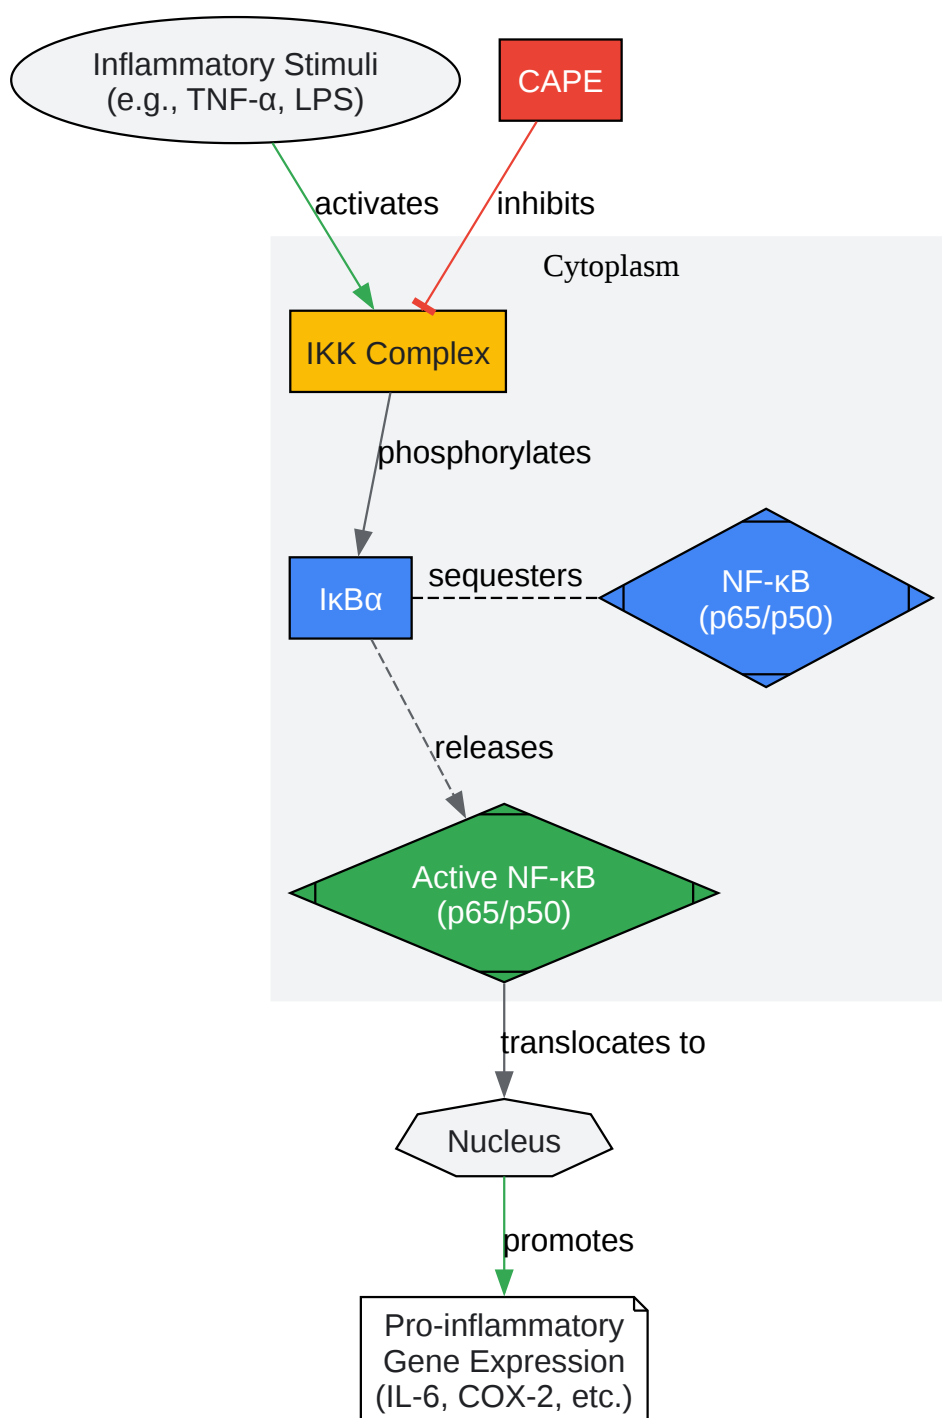 Inflammatory Stimuli
(e.g., TNF-α, LPS)
CAPE
activates
inhibits
Cytoplasm
IKK Complex
phosphorylates
IκBα
sequesters
NF-κB
(p65/p50)
releases
Active NF-κB
(p65/p50)
translocates to
Nucleus
promotes
Pro-inflammatory
Gene Expression
(IL-6, COX-2, etc.)